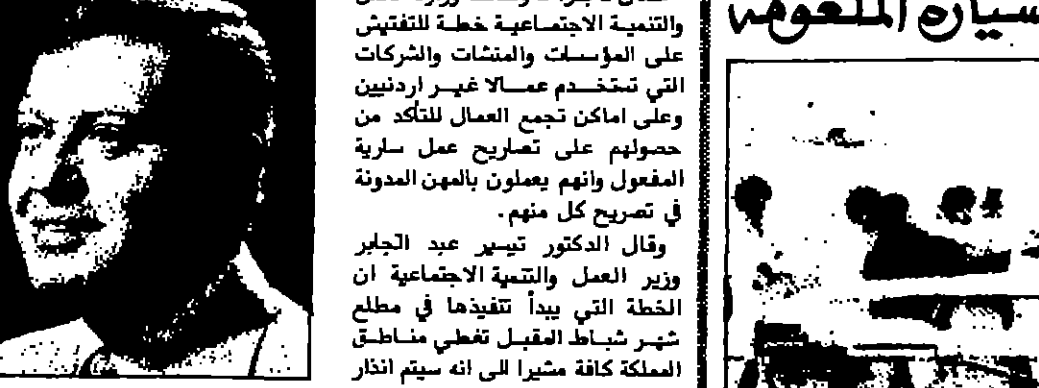 سيارة الملغومة
والتنمية الاجتماعية خطة للتفتيش
على المؤسسات والمنشات والشركات
التي تستخدم عمالا غير اردنيين
وعلى اماكن تجمع العمال للتأكد من
حصولهم على تصاريح عمل سارية
المفعول وانهم يعملون بالمهن المدونة
في تصريح كل منهم.
وقال الدكتور تيسير عبد الجابر
وزير العمل والتنمية الاجتماعية ان
الخطة التي يبدأ تنفيذها في مطلع
شهر شباط المقبل تغطي مناطق
المملكة كافة مشيرا الى انه سيتم انذار